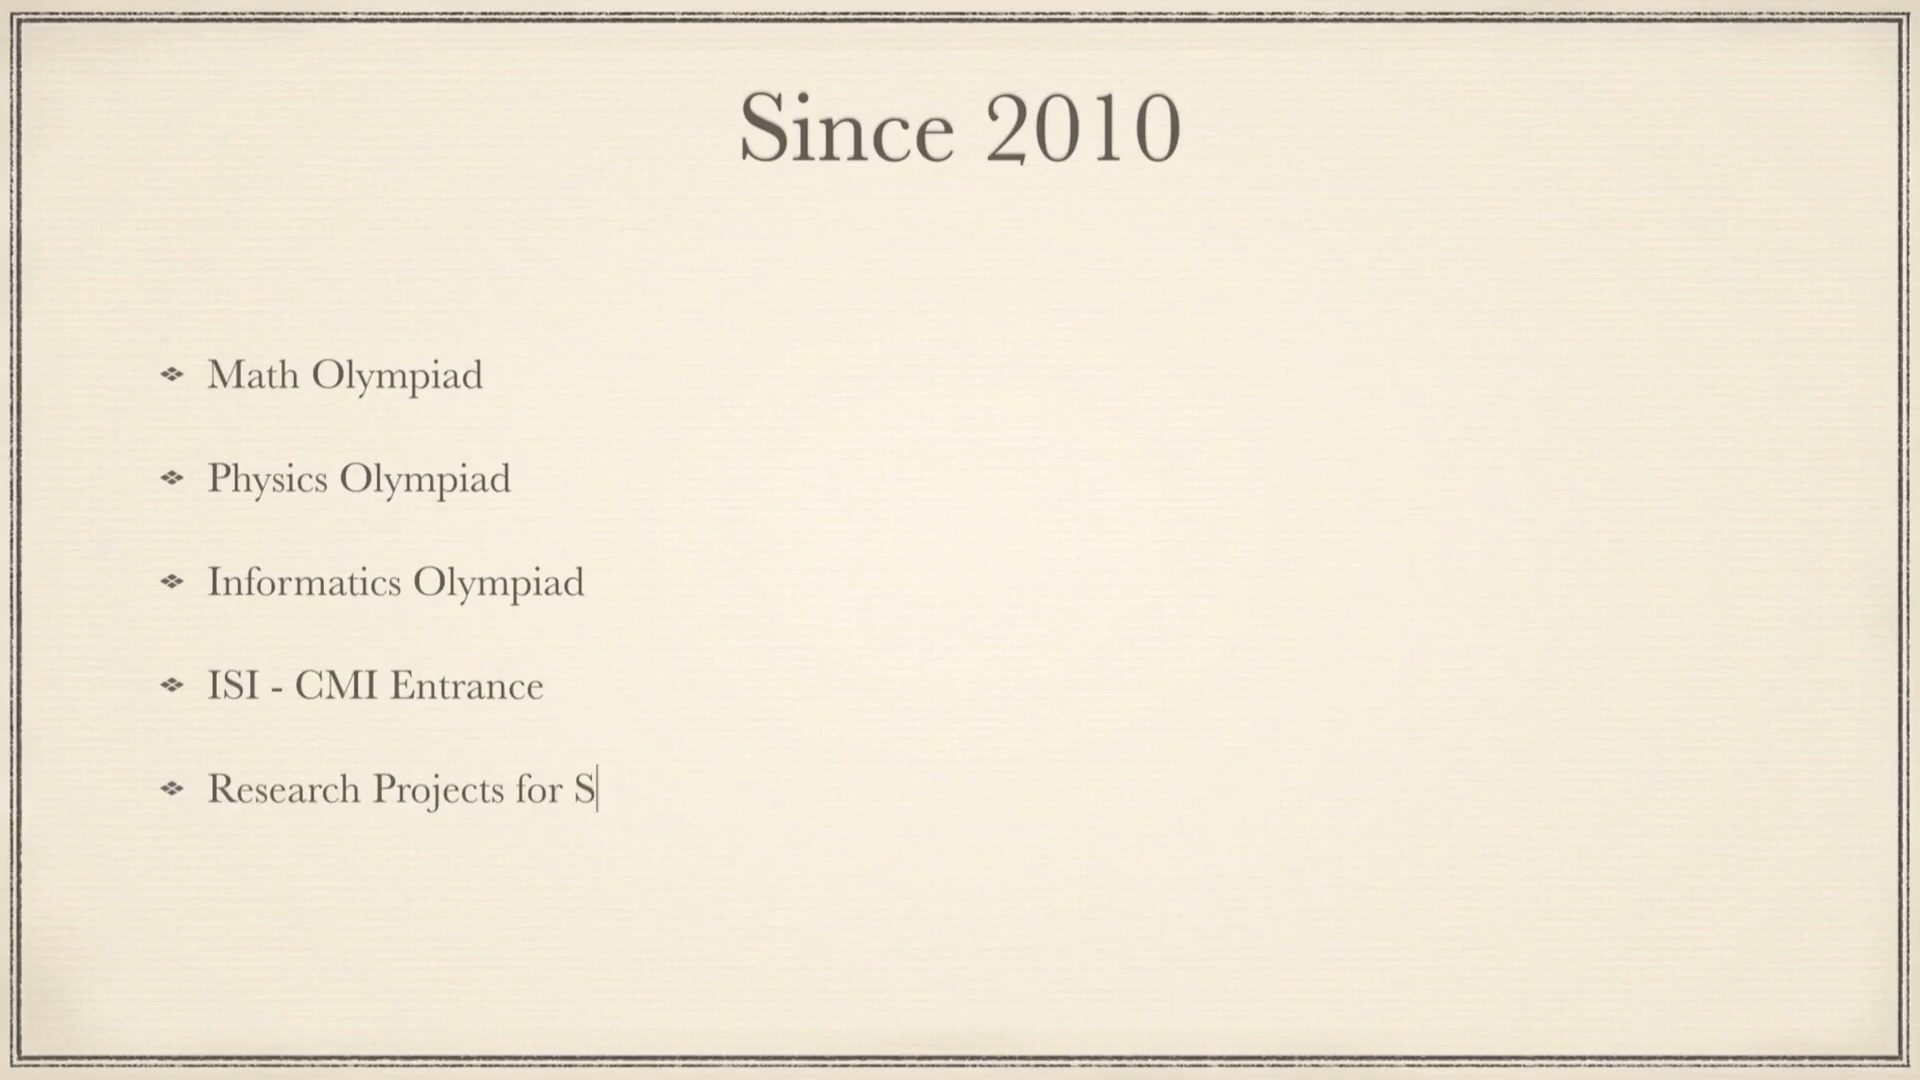 Since 2010
Math Olympiad
Physics Olympiad
Informatics Olympiad
ISI - CMI Entrance
Research Projects for S